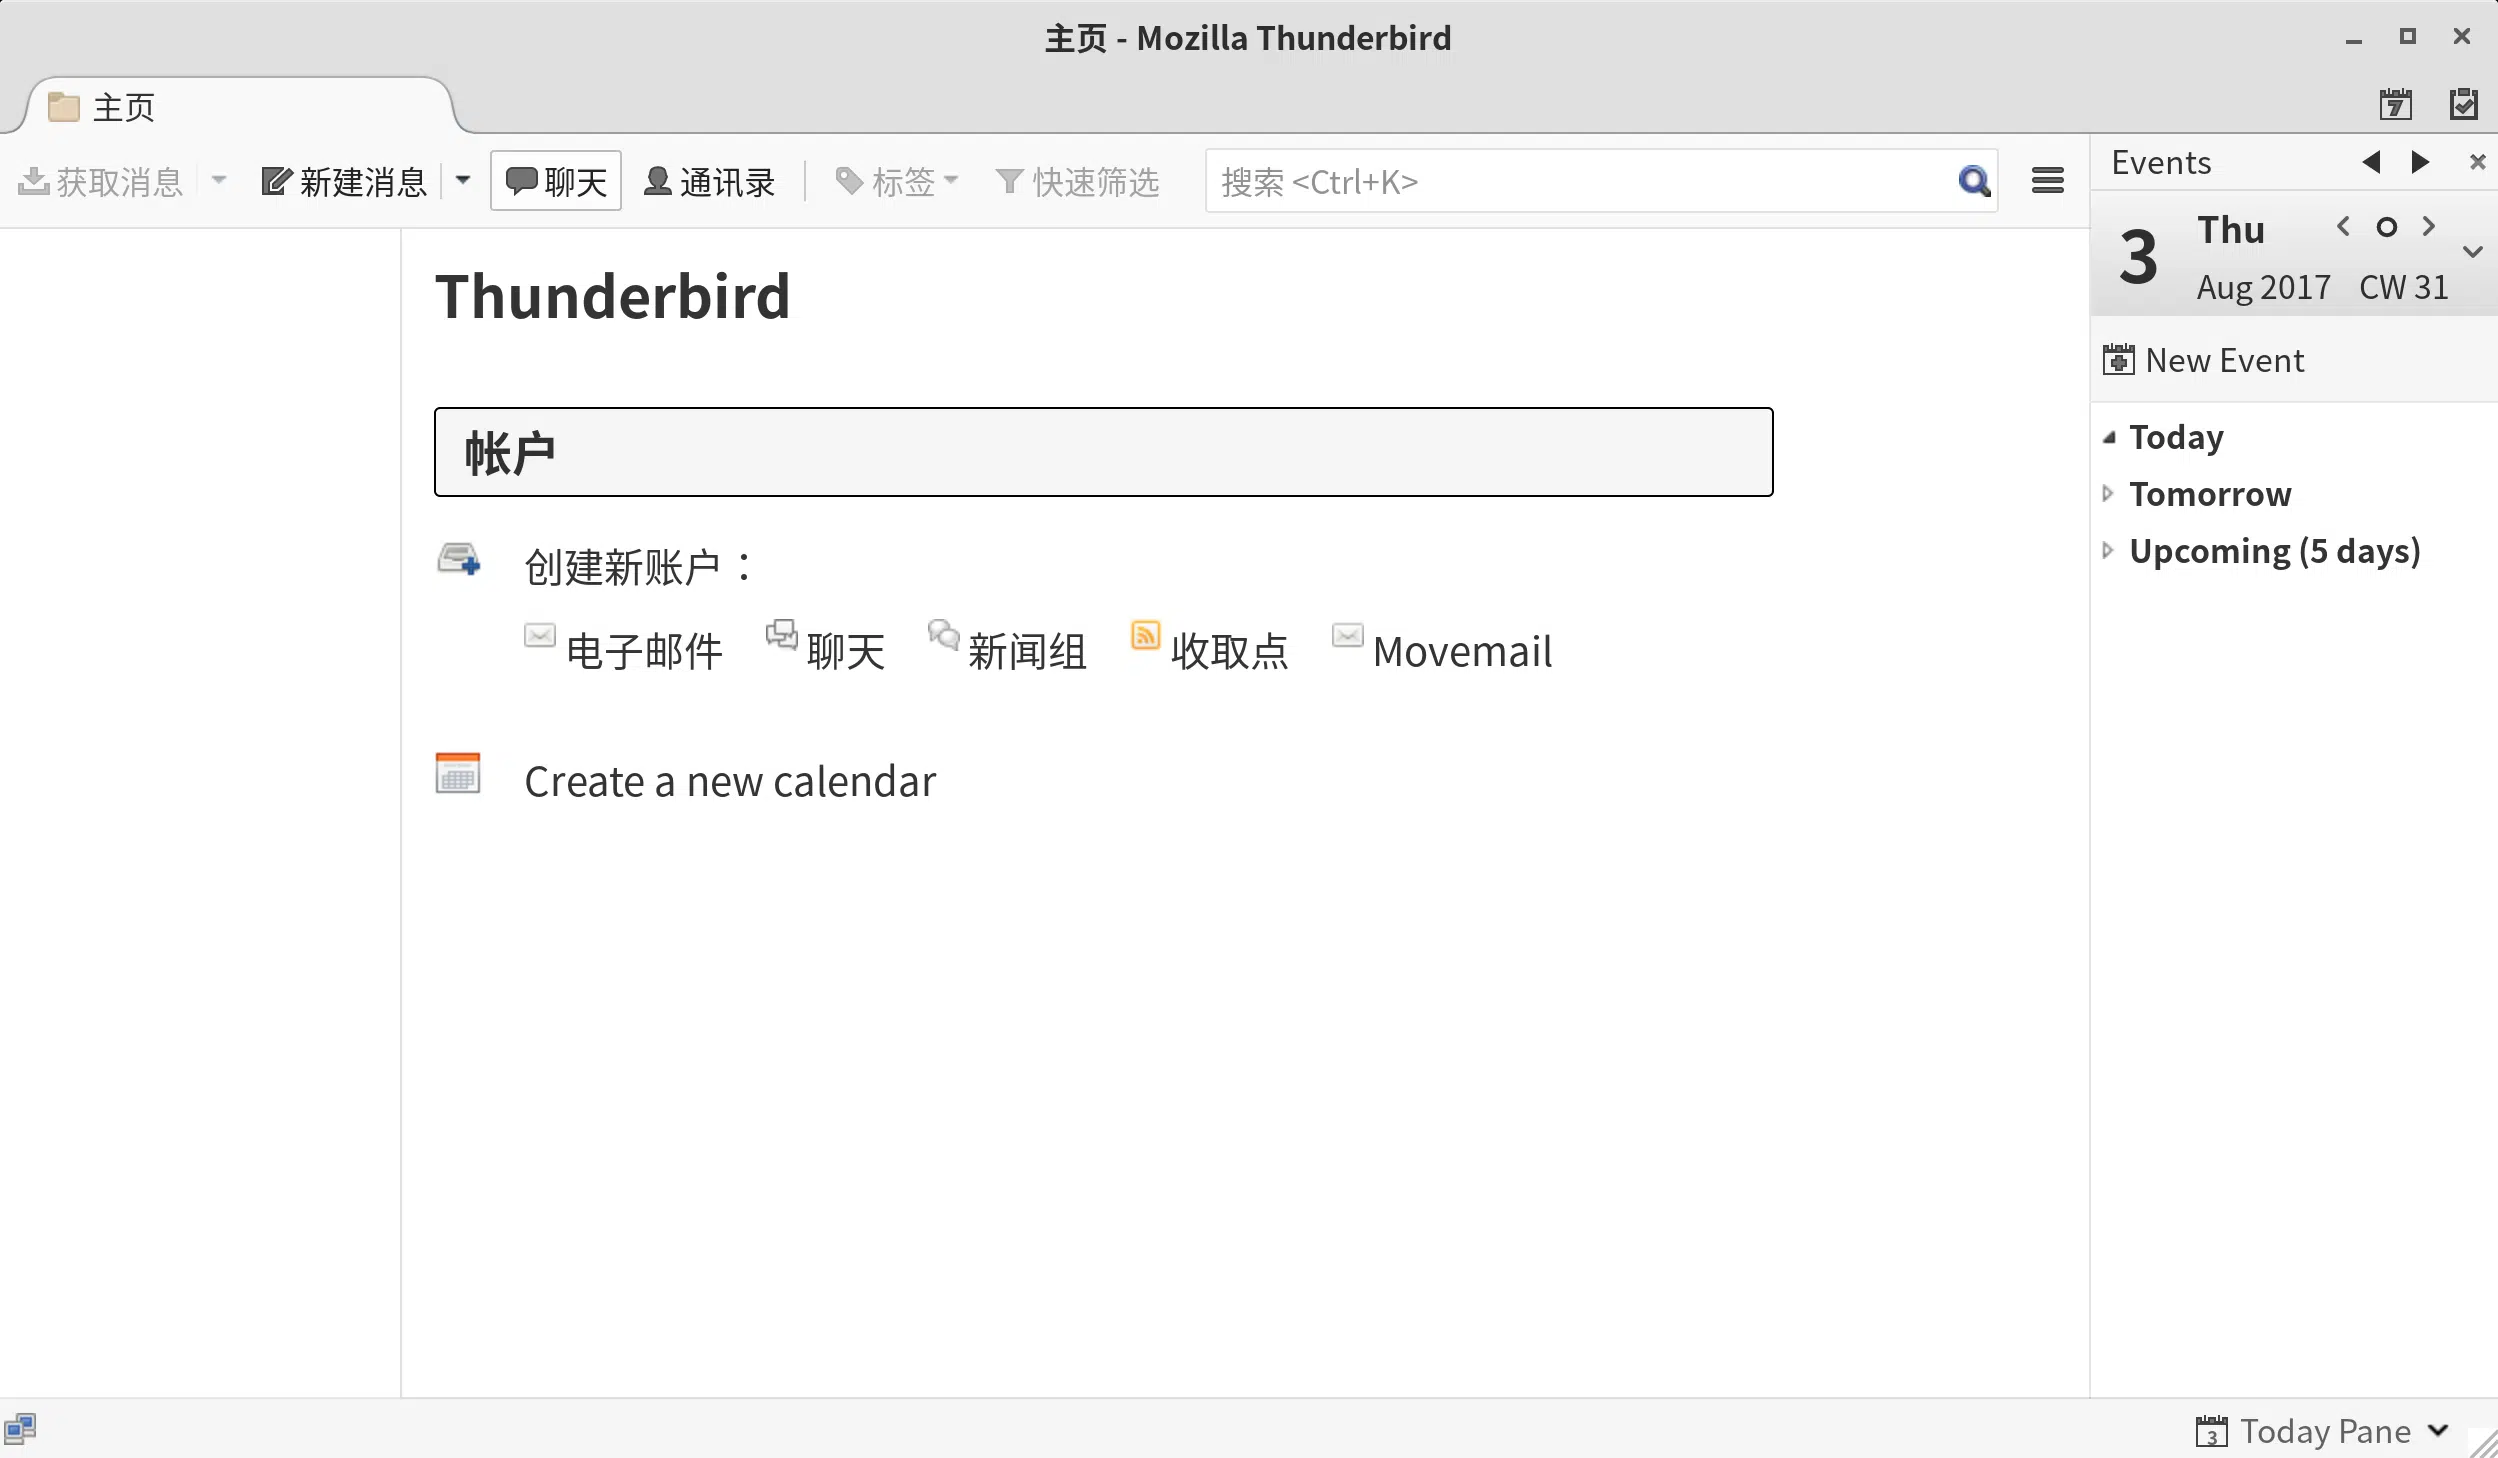 主页 - Mozilla Thunderbird
主页
7
获取消息 新建消息 聊天 通讯录 标签 快速筛选 搜索 <Ctrl+K>
Thunderbird
帐户
创建新账户：
电子邮件 聊天 新闻组 收取点 Movemail
Create a new calendar
Events
3 Thu
Aug 2017 CW 31
New Event
Today
Tomorrow
Upcoming (5 days)
3 Today Pane